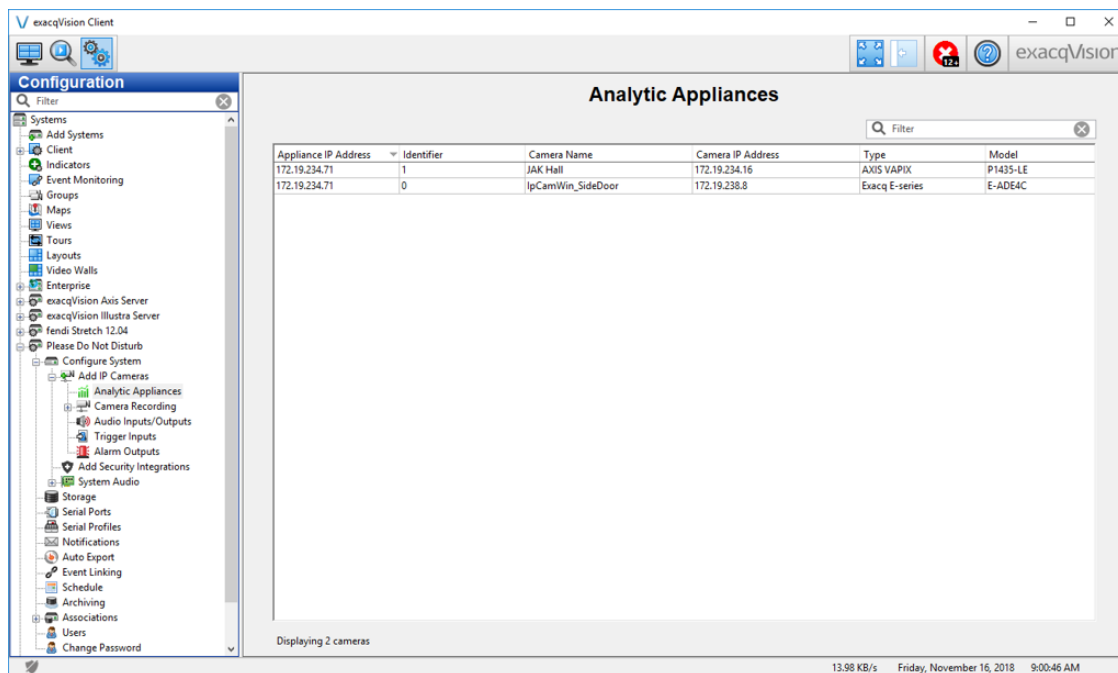 exacqVision Client
12+
exacqVision
Configuration
Filter
Systems
Add Systems
Client
Indicators
Event Monitoring
Groups
Maps
Views
Tours
Layouts
Video Walls
Enterprise
exacqVision Axis Server
exacqVision Illustra Server
fendi Stretch 12.04
Please Do Not Disturb
Configure System
Add IP Cameras
Analytic Appliances
Camera Recording
Audio Inputs/Outputs
Trigger Inputs
Alarm Outputs
Add Security Integrations
System Audio
Storage
Serial Ports
Serial Profiles
Notifications
Auto Export
Event Linking
Schedule
Archiving
Associations
Users
Change Password
Analytic Appliances
Filter
Appliance IP Address Identifier Camera Name Camera IP Address Type Model
172.19.234.71 1 JAK Hall 172.19.234.16 AXIS VAPIX P1435-LE
172.19.234.71 0 IpCamWin_SideDoor 172.19.238.8 Exacq E-series E-ADE4C
Displaying 2 cameras
13.98 KB/s Friday, November 16, 2018 9:00:46 AM